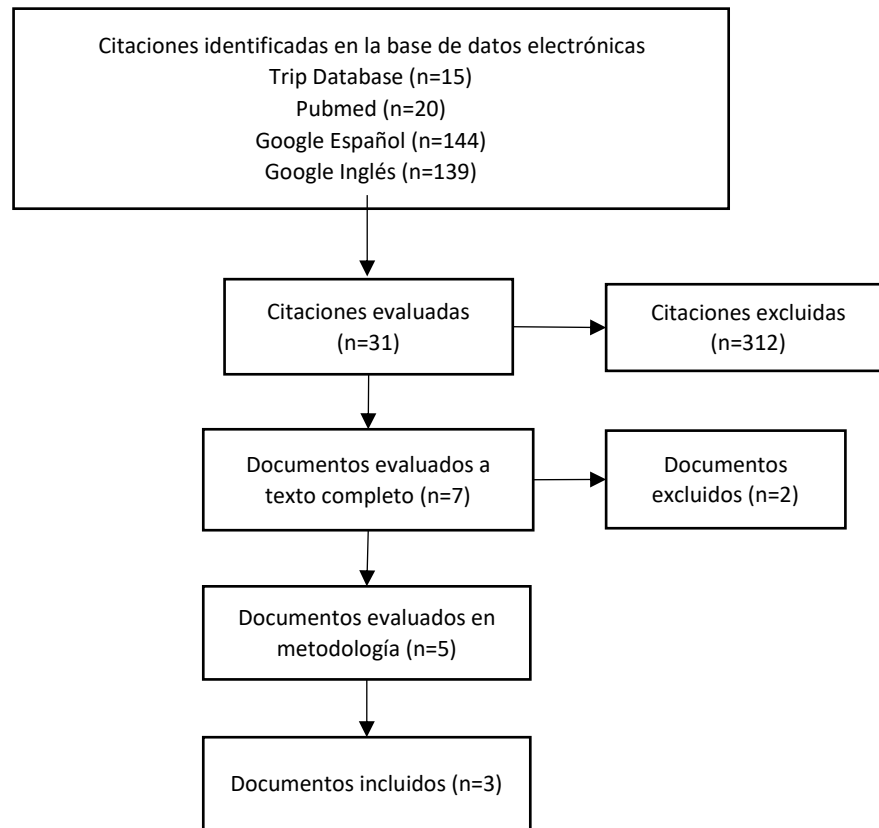 Citaciones identificadas en la base de datos electrónicas
Trip Database (n=15)
Pubmed (n=20)
Google Español (n=144)
Google Inglés (n=139)
Citaciones evaluadas
(n=31)
Citaciones excluidas
(n=312)
Documentos evaluados a
texto completo (n=7)
Documentos
excluidos (n=2)
Documentos evaluados en
metodología (n=5)
Documentos incluidos (n=3)